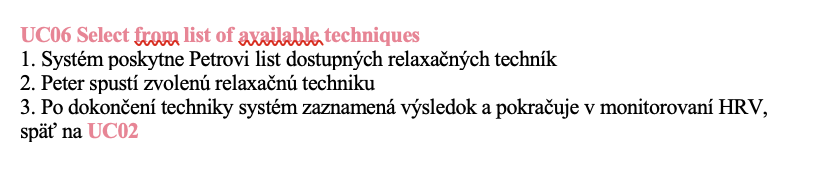 UC06 Select from list of available techniques
1. Systém poskytne Petrovi list dostupných relaxačných techník
2. Peter spustí zvolenú relaxačnú techniku
3. Po dokončení techniky systém zaznamená výsledok a pokračuje v monitorovaní HRV,
späť na UC02